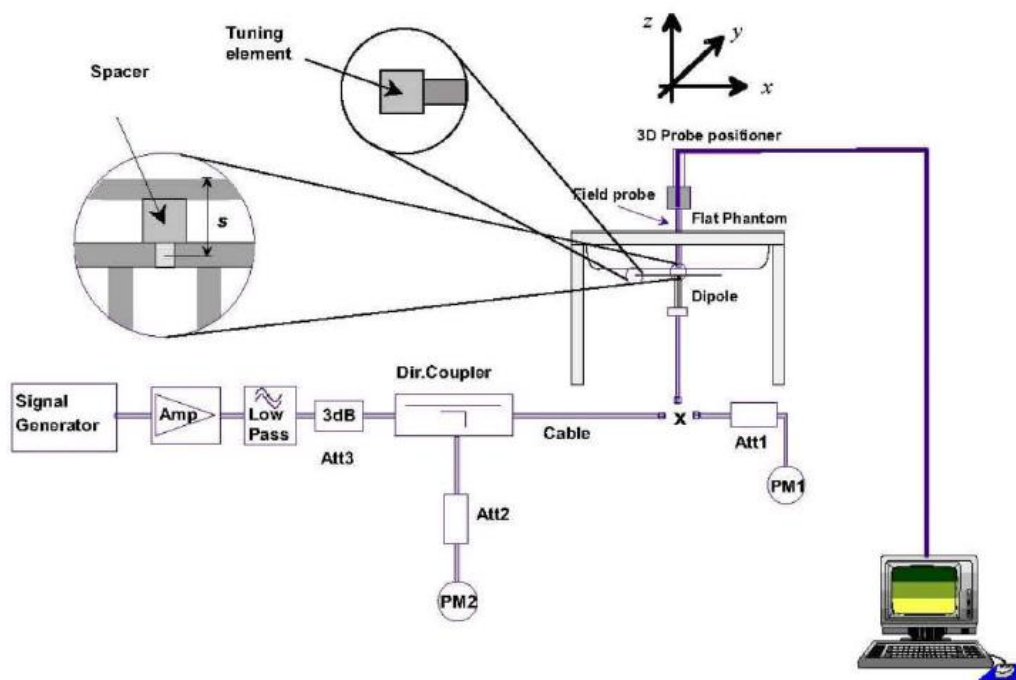 z
y
x
Tuning
element
Spacer
s
3D Probe positioner
Field probe
Flat Phantom
Dipole
Signal
Generator
Amp
Low
Pass
3dB
Att3
Dir.Coupler
Cable
x
Att1
PM1
Att2
PM2